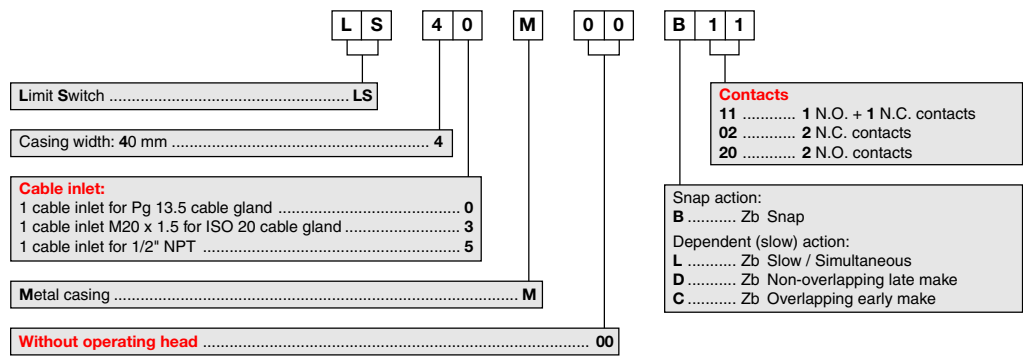 L S 4 0 M 0 0 B 1 1
Limit Switch .................................................... LS
Casing width: 40 mm ........................................................ 4
Cable inlet:
1 cable inlet for Pg 13.5 cable gland ........................................ 0
1 cable inlet M20 x 1.5 for ISO 20 cable gland ......................... 3
1 cable inlet for 1/2" NPT ........................................................ 5
Metal casing ......................................................................................... M
Without operating head .................................................................................... 00
Contacts
11 ............ 1 N.O. + 1 N.C. contacts
02 ............ 2 N.C. contacts
20 ............ 2 N.O. contacts
Snap action:
B ........... Zb Snap
Dependent (slow) action:
L ........... Zb Slow / Simultaneous
D ........... Zb Non-overlapping late make
C ........... Zb Overlapping early make